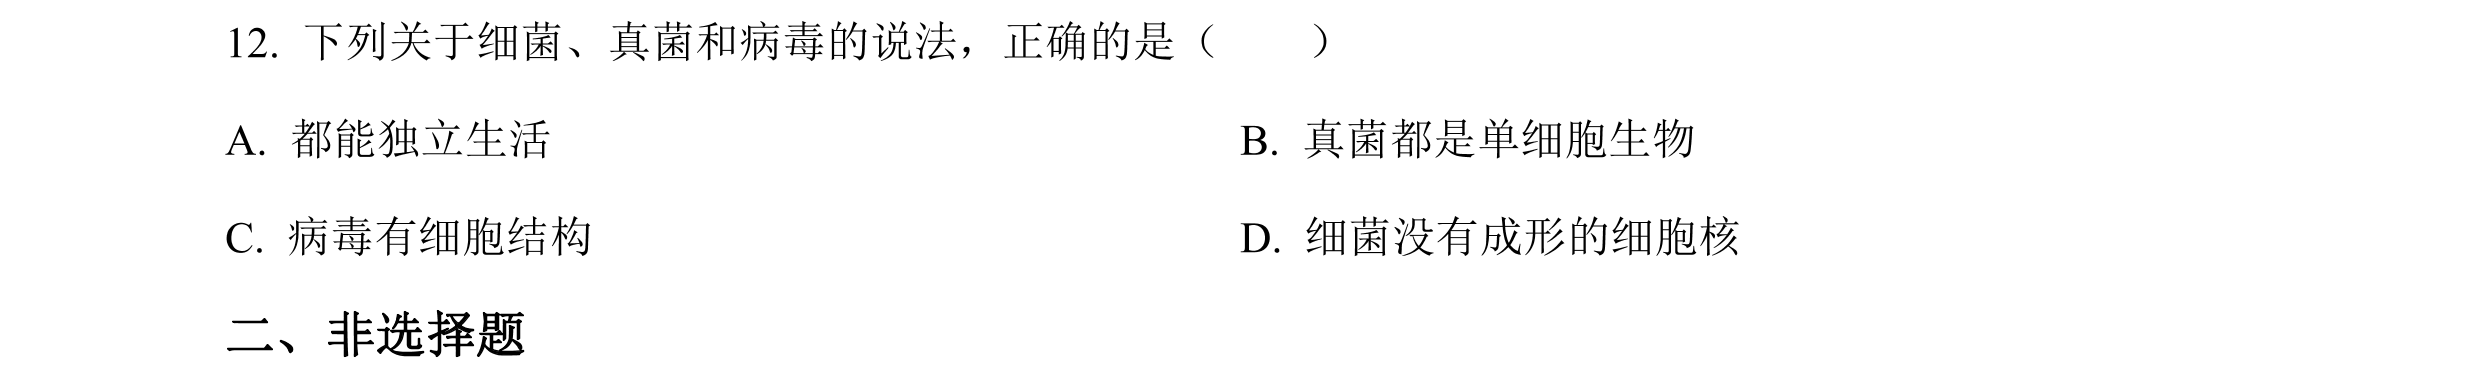 12. 下列关于细菌、真菌和病毒的说法，正确的是（　　）
A. 都能独立生活　　B. 真菌都是单细胞生物
C. 病毒有细胞结构　　D. 细菌没有成形的细胞核
二、非选择题